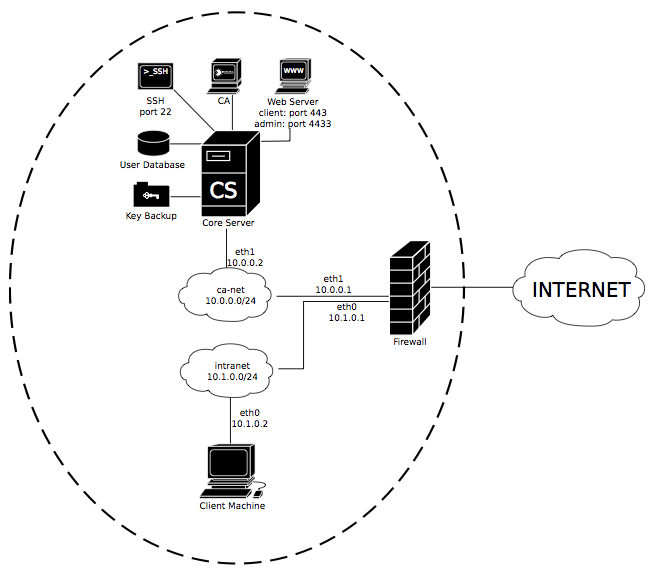 >_SSH
WWW
SSH
port 22
CA
Web Server
client: port 443
admin: port 4433
User Database
CS
Key Backup
Core Server
eth1
10.0.0.2
ca-net
10.0.0.0/24
eth1
10.0.0.1
eth0
10.1.0.1
INTERNET
Firewall
intranet
10.1.0.0/24
eth0
10.1.0.2
Client Machine